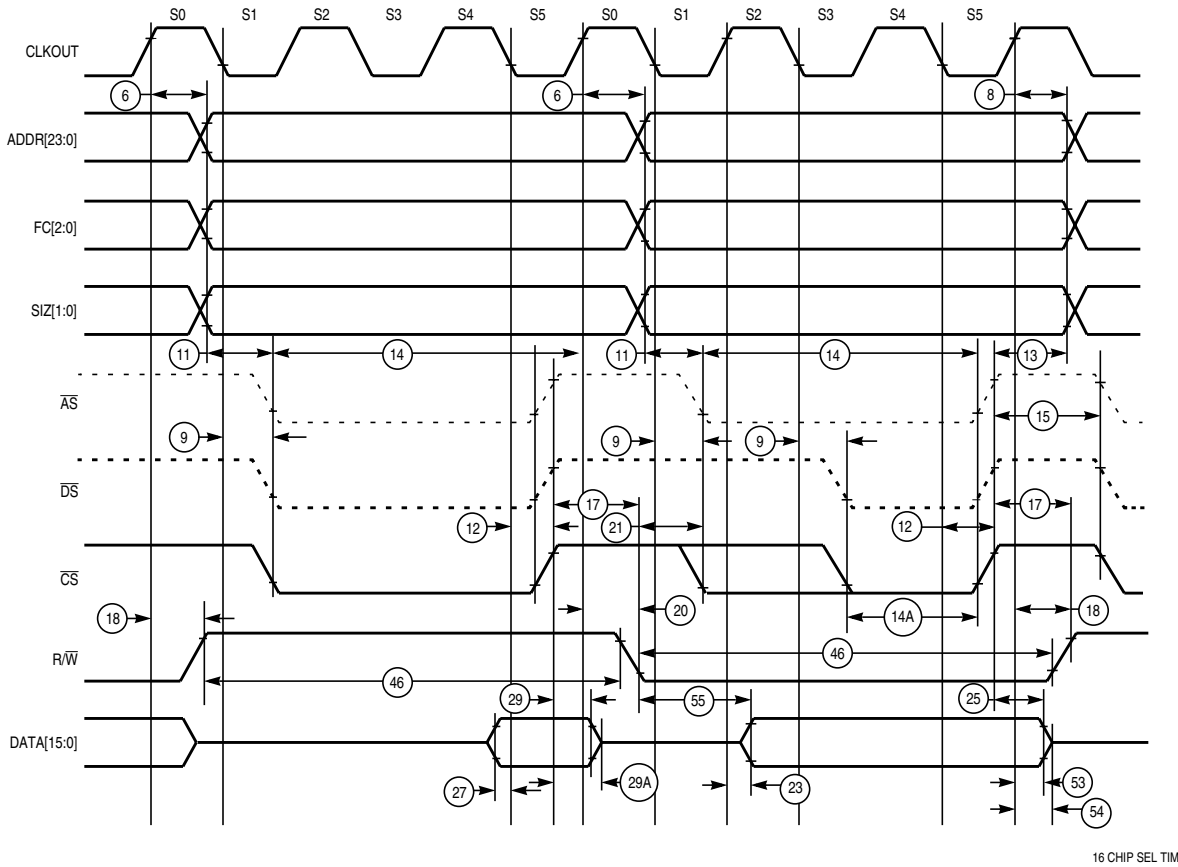 S0 S1 S2 S3 S4 S5 S0 S1 S2 S3 S4 S5
CLKOUT
6 6 8
ADDR[23:0]
FC[2:0]
SIZ[1:0]
11 14 11 14 13
AS
15
9 9 9
DS
17 17
12 21 12
CS
18 20 14A 18
R/W
46
46
29 55 25
DATA[15:0]
27 29A 23 53
54
16 CHIP SEL TIM